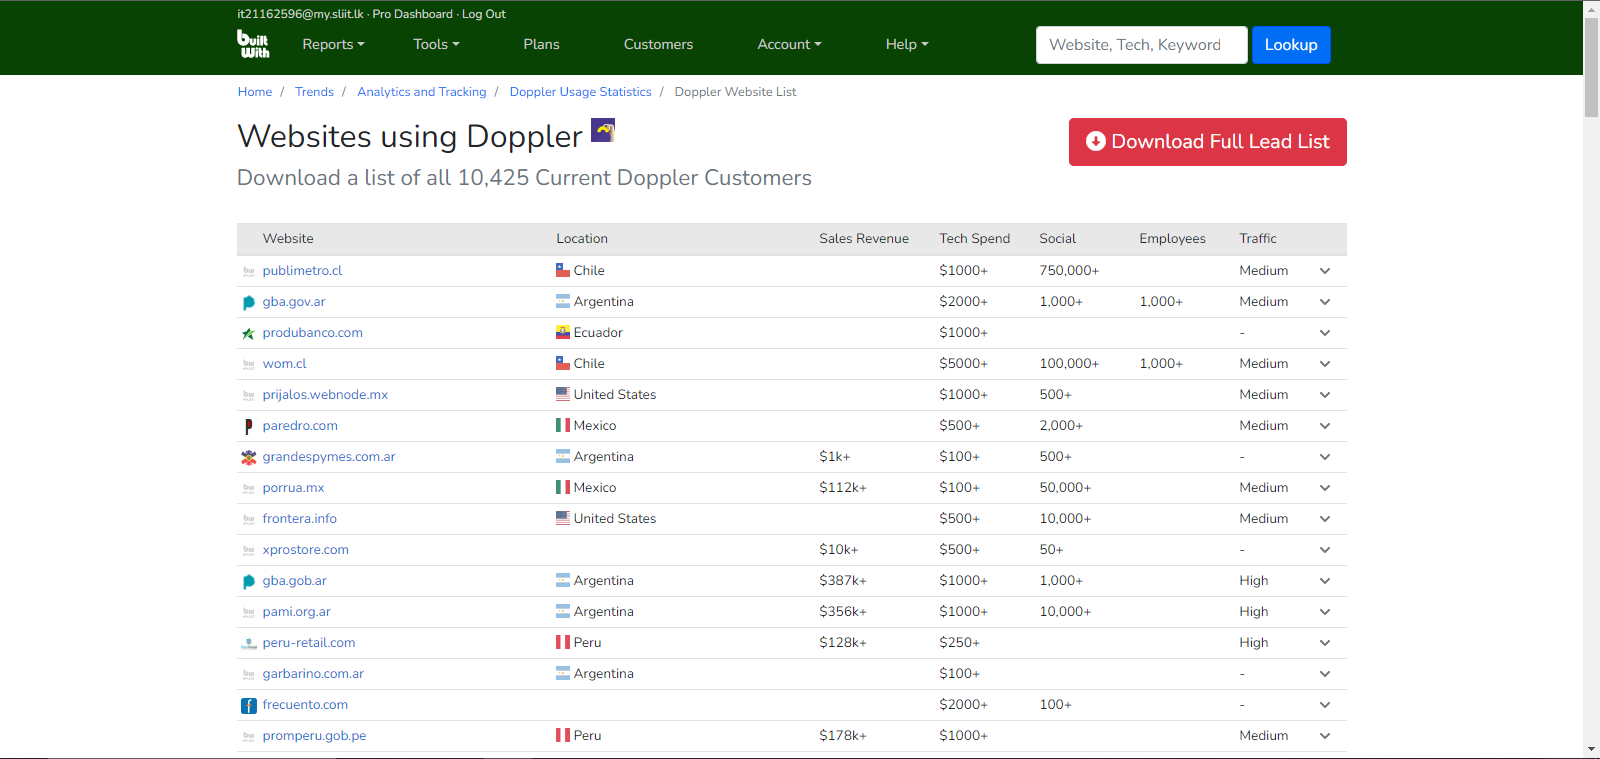 it21162596@my.sliit.lk · Pro Dashboard · Log Out
built With Reports Tools Plans Customers Account Help Website, Tech, Keyword Lookup
Home / Trends / Analytics and Tracking / Doppler Usage Statistics / Doppler Website List
Websites using Doppler
Download Full Lead List
Download a list of all 10,425 Current Doppler Customers
Website Location Sales Revenue Tech Spend Social Employees Traffic
publimetro.cl Chile $1000+ 750,000+ Medium
gba.gov.ar Argentina $2000+ 1,000+ 1,000+ Medium
produbanco.com Ecuador $1000+ -
wom.cl Chile $5000+ 100,000+ 1,000+ Medium
prijalos.webnode.mx United States $1000+ 500+ Medium
paredro.com Mexico $500+ 2,000+ Medium
grandespymes.com.ar Argentina $1k+ $100+ 500+ -
porrua.mx Mexico $112k+ $100+ 50,000+ Medium
frontera.info United States $500+ 10,000+ Medium
xprostore.com $10k+ $500+ 50+ -
gba.gob.ar Argentina $387k+ $1000+ 1,000+ High
pami.org.ar Argentina $356k+ $1000+ 10,000+ High
peru-retail.com Peru $128k+ $250+ High
garbarino.com.ar Argentina $100+ -
frecuento.com $2000+ 100+ -
promperu.gob.pe Peru $178k+ $1000+ Medium